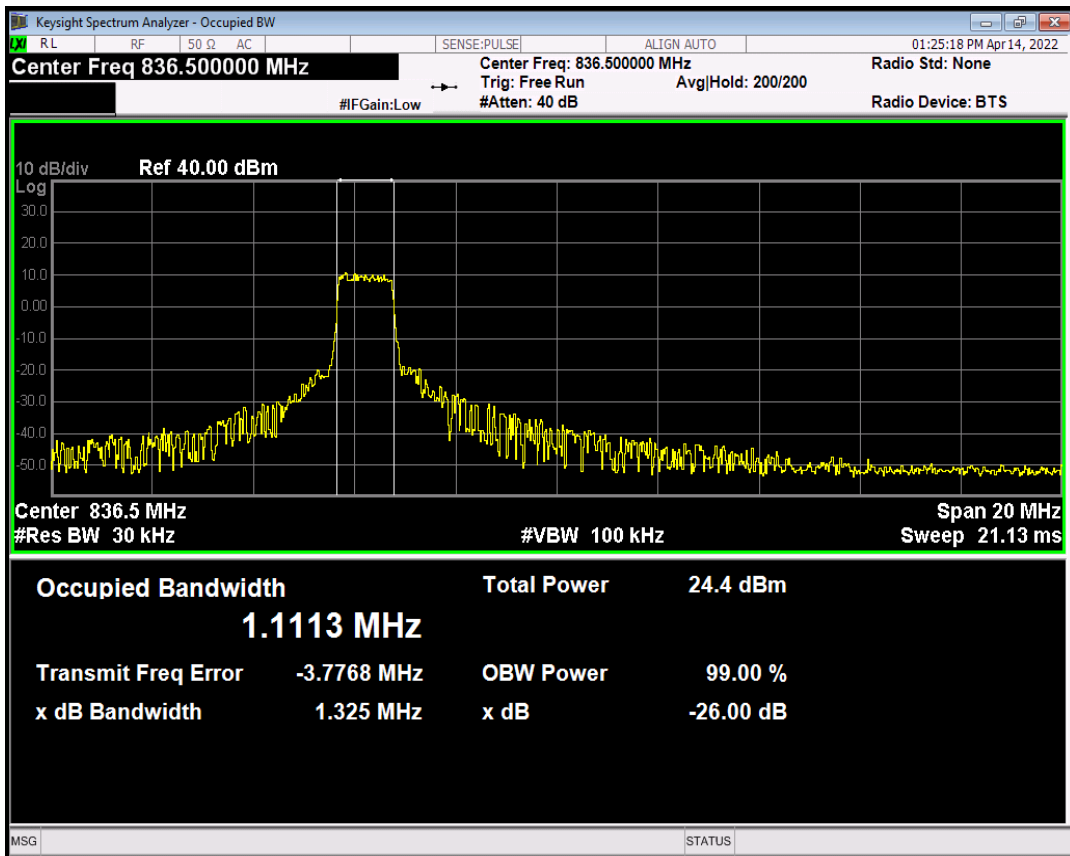 Keysight Spectrum Analyzer - Occupied BW
LXI RL RF 50 Ω AC SENSE:PULSE ALIGN AUTO 01:25:18 PM Apr 14, 2022
Center Freq 836.500000 MHz Center Freq: 836.500000 MHz Radio Std: None
Trig: Free Run Avg|Hold: 200/200
#IFGain:Low #Atten: 40 dB Radio Device: BTS
10 dB/div Ref 40.00 dBm
Log
30.0
20.0
10.0
0.00
-10.0
-20.0
-30.0
-40.0
-50.0
Center 836.5 MHz Span 20 MHz
#Res BW 30 kHz #VBW 100 kHz Sweep 21.13 ms
Occupied Bandwidth Total Power 24.4 dBm
1.1113 MHz
Transmit Freq Error -3.7768 MHz OBW Power 99.00 %
x dB Bandwidth 1.325 MHz x dB -26.00 dB
MSG STATUS